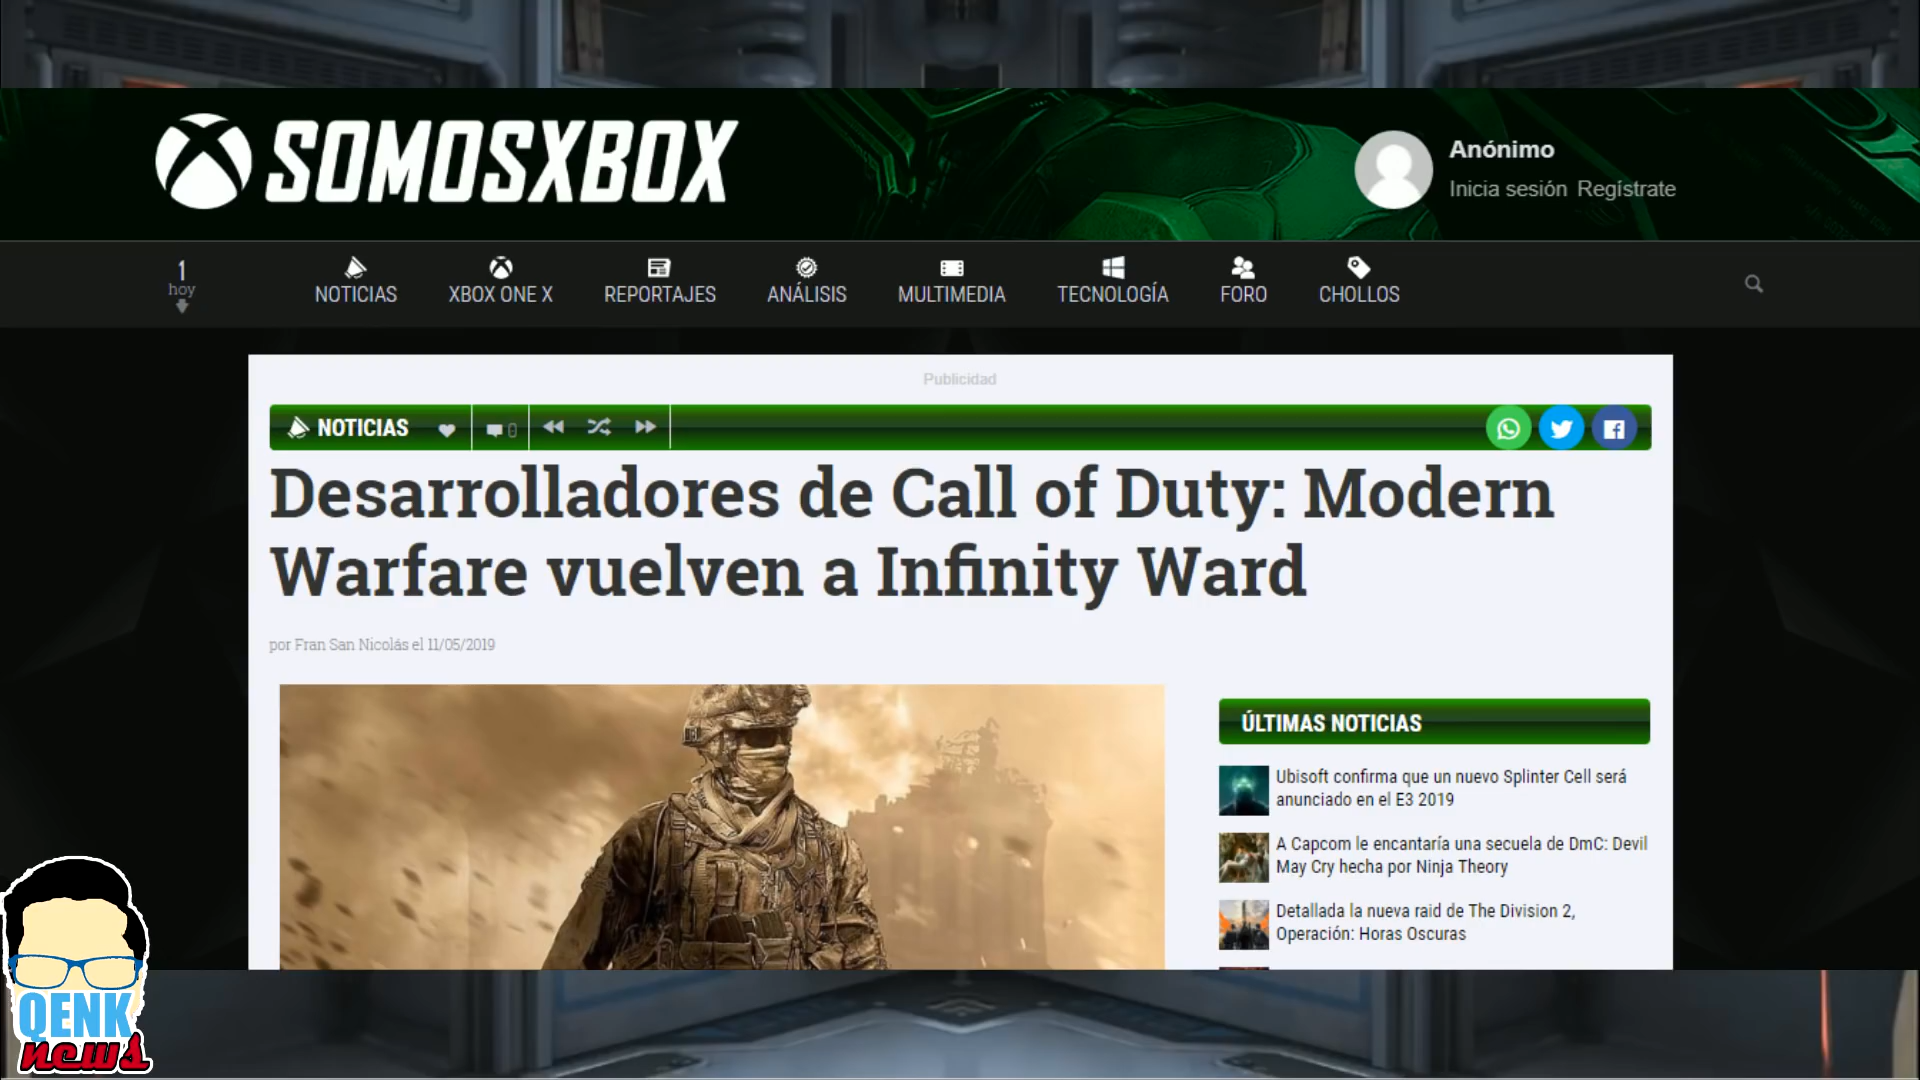 SOMOSXBOX
Anónimo
Inicia sesión Regístrate
1
hoy
NOTICIAS
XBOX ONE X
REPORTAJES
ANÁLISIS
MULTIMEDIA
TECNOLOGÍA
FORO
CHOLLOS
Publicidad
NOTICIAS
0
Desarrolladores de Call of Duty: Modern
Warfare vuelven a Infinity Ward
por Fran San Nicolás el 11/05/2019
ÚLTIMAS NOTICIAS
Ubisoft confirma que un nuevo Splinter Cell será
anunciado en el E3 2019
A Capcom le encantaría una secuela de DmC: Devil
May Cry hecha por Ninja Theory
Detallada la nueva raid de The Division 2,
Operación: Horas Oscuras
QENK
news